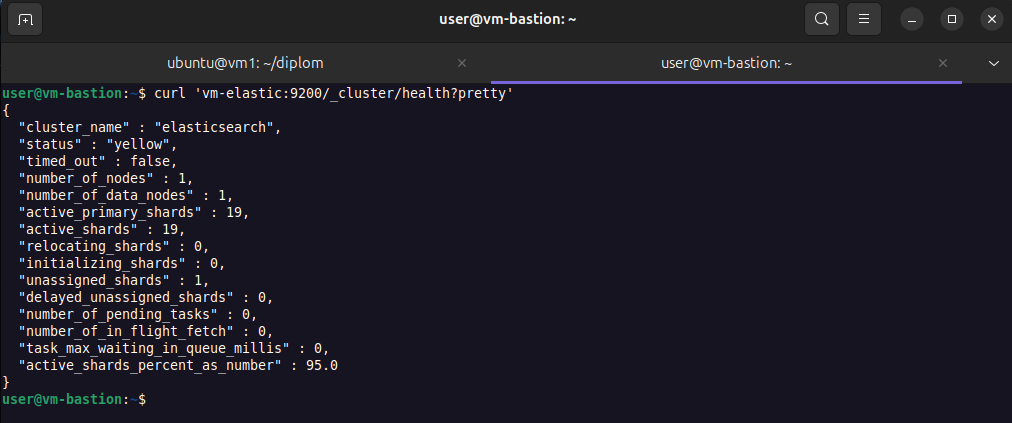 user@vm-bastion: ~
ubuntu@vm1: ~/diplom
user@vm-bastion: ~
user@vm-bastion:~$ curl 'vm-elastic:9200/_cluster/health?pretty'
{
  "cluster_name" : "elasticsearch",
  "status" : "yellow",
  "timed_out" : false,
  "number_of_nodes" : 1,
  "number_of_data_nodes" : 1,
  "active_primary_shards" : 19,
  "active_shards" : 19,
  "relocating_shards" : 0,
  "initializing_shards" : 0,
  "unassigned_shards" : 1,
  "delayed_unassigned_shards" : 0,
  "number_of_pending_tasks" : 0,
  "number_of_in_flight_fetch" : 0,
  "task_max_waiting_in_queue_millis" : 0,
  "active_shards_percent_as_number" : 95.0
}
user@vm-bastion:~$